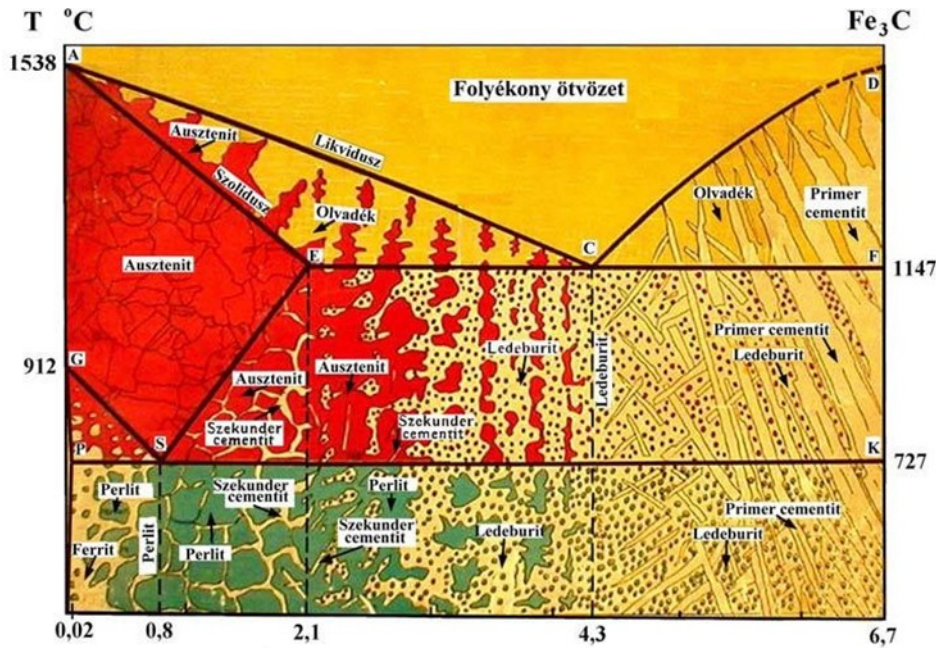 T °C
Fe₃C
1538
A
D
Folyékony ötvözet
Ausztenit
Likvidusz
Szolidusz
Olvadék
Olvadék
Primer
cementit
E
C
F
1147
Ausztenit
Primer cementit
Ledeburit
Ledeburit
Ledeburit
912
G
Ausztenit
Ausztenit
Szekunder
cementit
Szekunder
cementit
P
S
K
727
Perlit
Szekunder
cementit
Perlit
Primer cementit
Perlit
Szekunder
cementit
Ledeburit
Ledeburit
Ferrit
Perlit
0,02
0,8
2,1
4,3
6,7